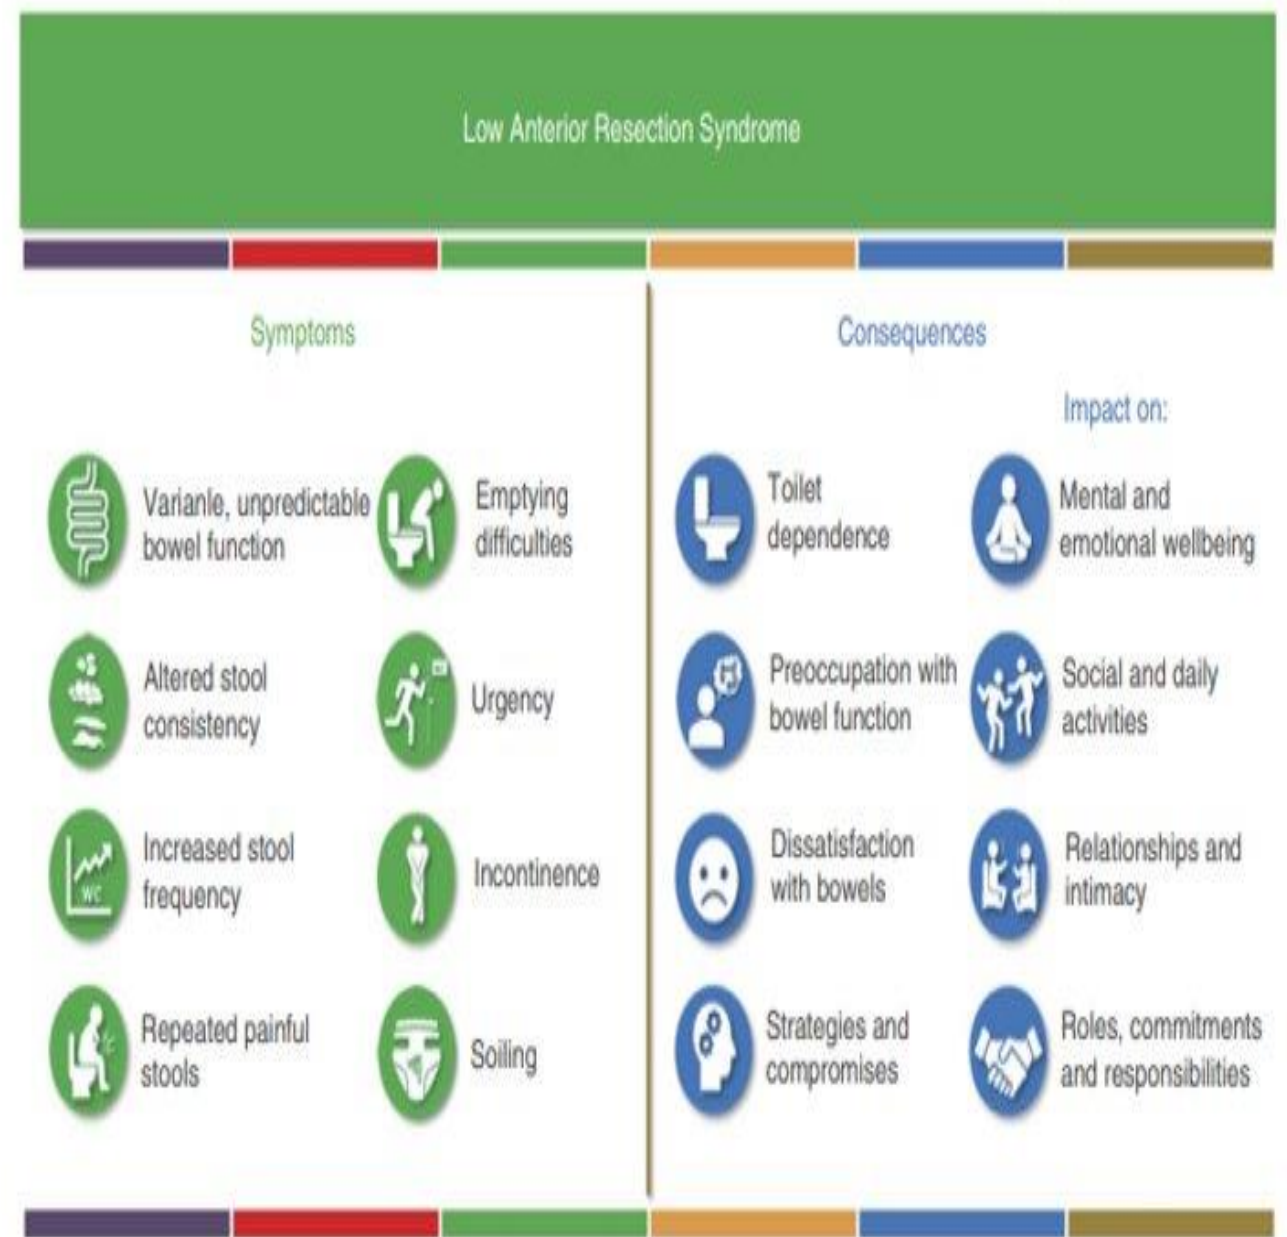 Low Anterior Resection Syndrome
Symptoms
Varianle, unpredictable
bowel function
Emptying
difficulties
Altered stool
consistency
Urgency
Increased stool
frequency
WC
Incontinence
Repeated painful
stools
Soiling
Consequences
Impact on:
Toilet
dependence
Mental and
emotional wellbeing
Preoccupation with
bowel function
Social and daily
activities
Dissatisfaction
with bowels
Relationships and
intimacy
Strategies and
compromises
Roles, commitments
and responsibilities